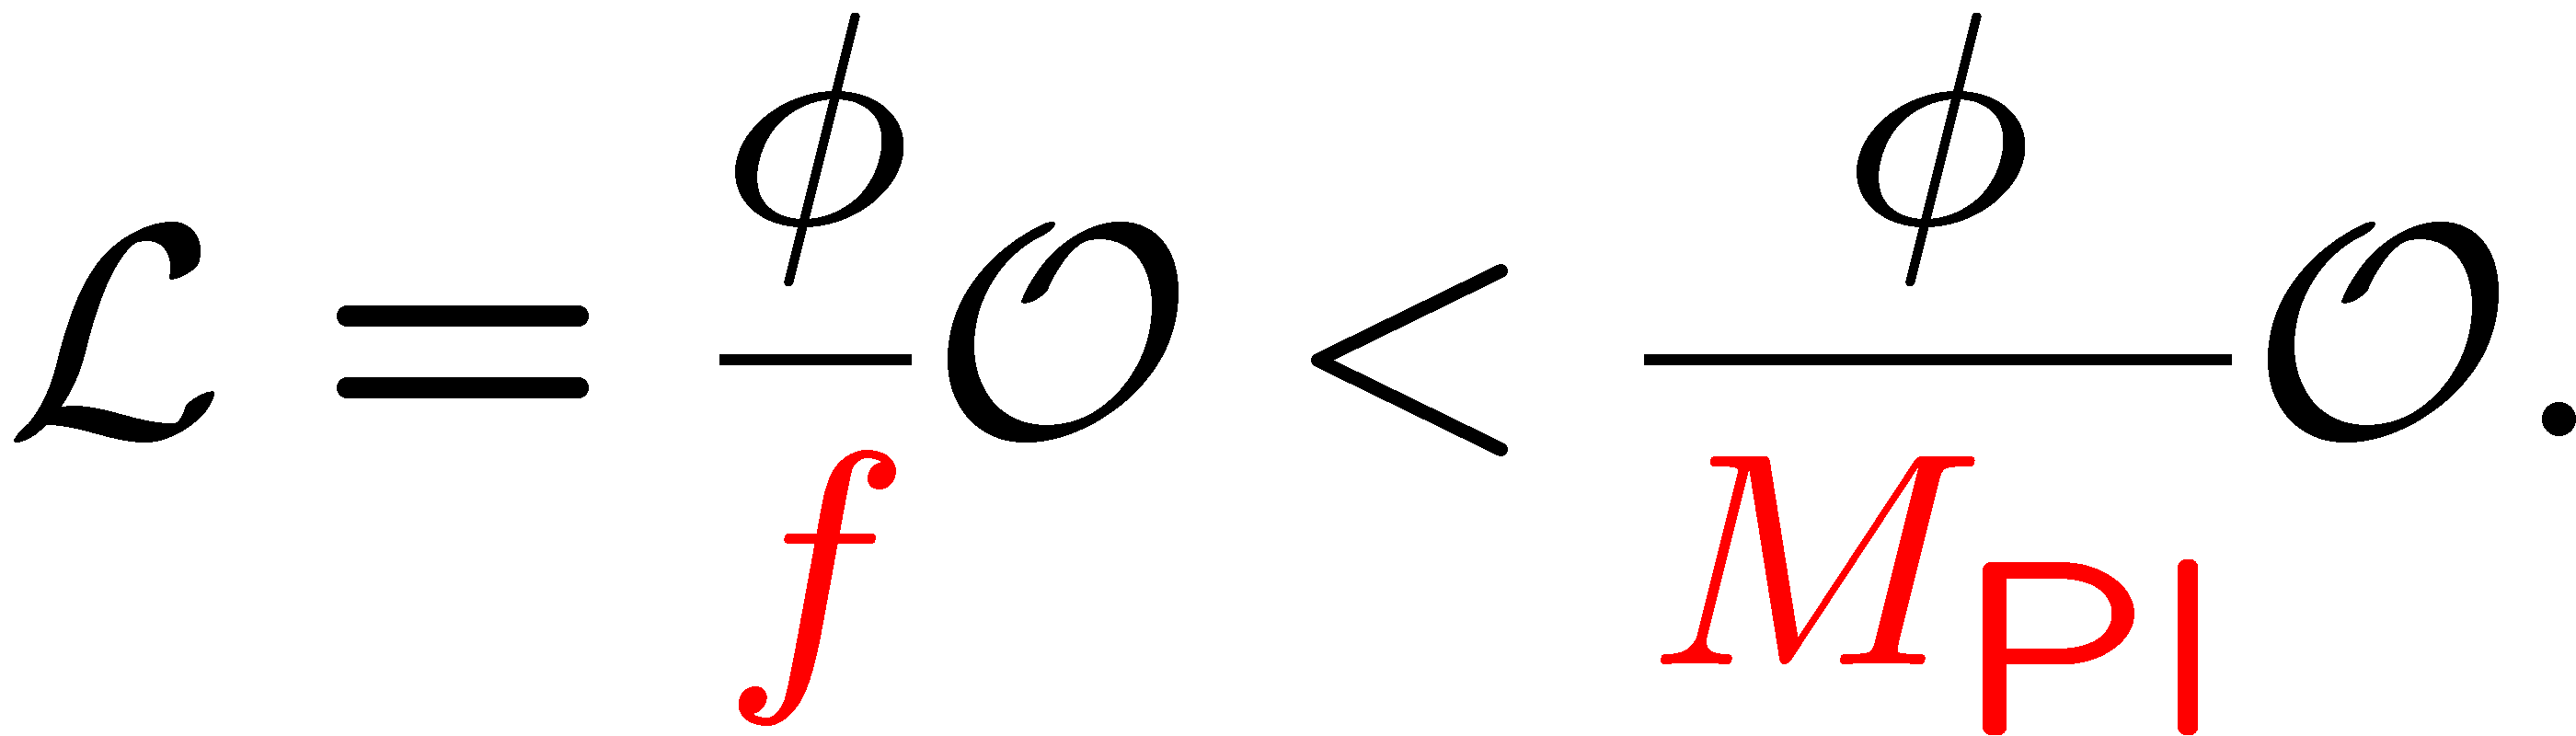 ℒ = ϕ/f 𝒪 < ϕ/M_Pl 𝒪.